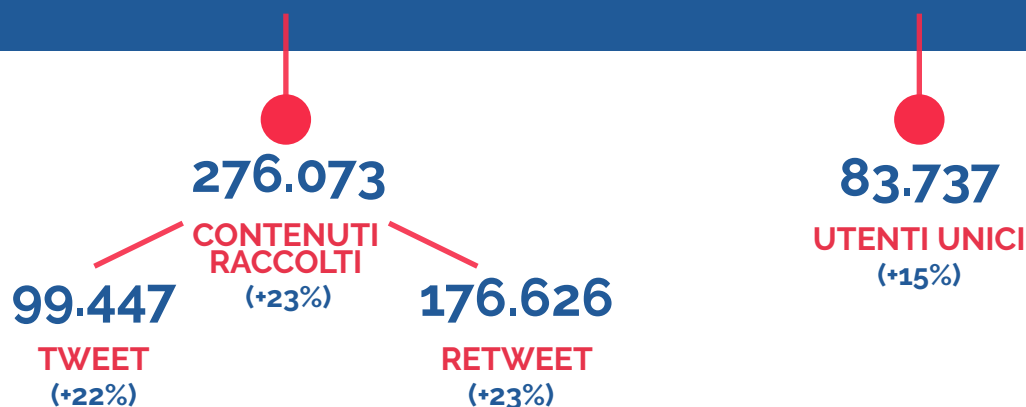 276.073
CONTENUTI
RACCOLTI
(+23%)
99.447
TWEET
(+22%)
176.626
RETWEET
(+23%)
83.737
UTENTI UNICI
(+15%)